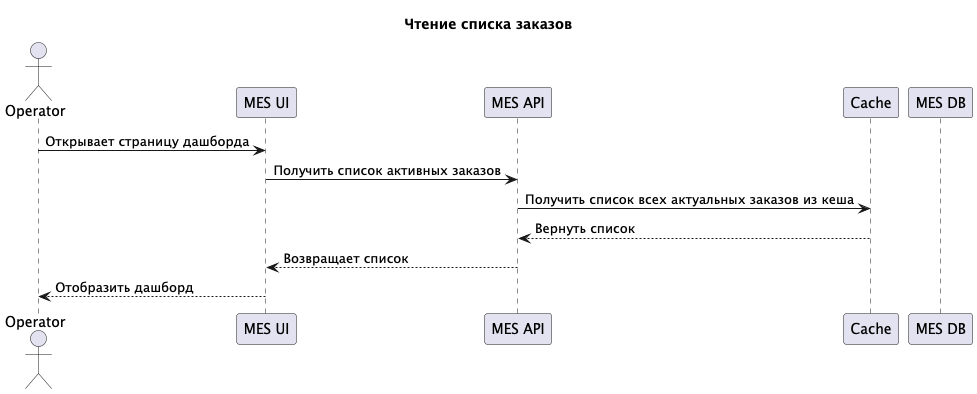 Чтение списка заказов
Operator
MES UI
MES API
Cache
MES DB
Открывает страницу дашборда
Получить список активных заказов
Получить список всех актуальных заказов из кеша
Вернуть список
Возвращает список
Отобразить дашборд
Operator
MES UI
MES API
Cache
MES DB